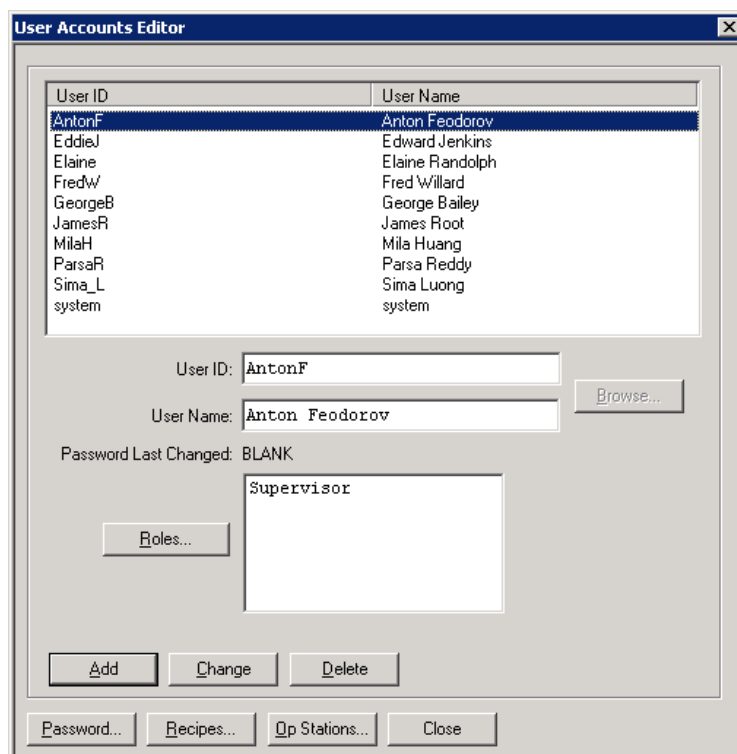 User Accounts Editor
User ID User Name
AntonF Anton Feodorov
EddieJ Edward Jenkins
Elaine Elaine Randolph
FredW Fred Willard
GeorgeB George Bailey
JamesR James Root
MilaH Mila Huang
ParsaR Parsa Reddy
Sima_L Sima Luong
system system
User ID: AntonF
Browse...
User Name: Anton Feodorov
Password Last Changed: BLANK
Supervisor
Roles...
Add Change Delete
Password... Recipes... Op Stations... Close